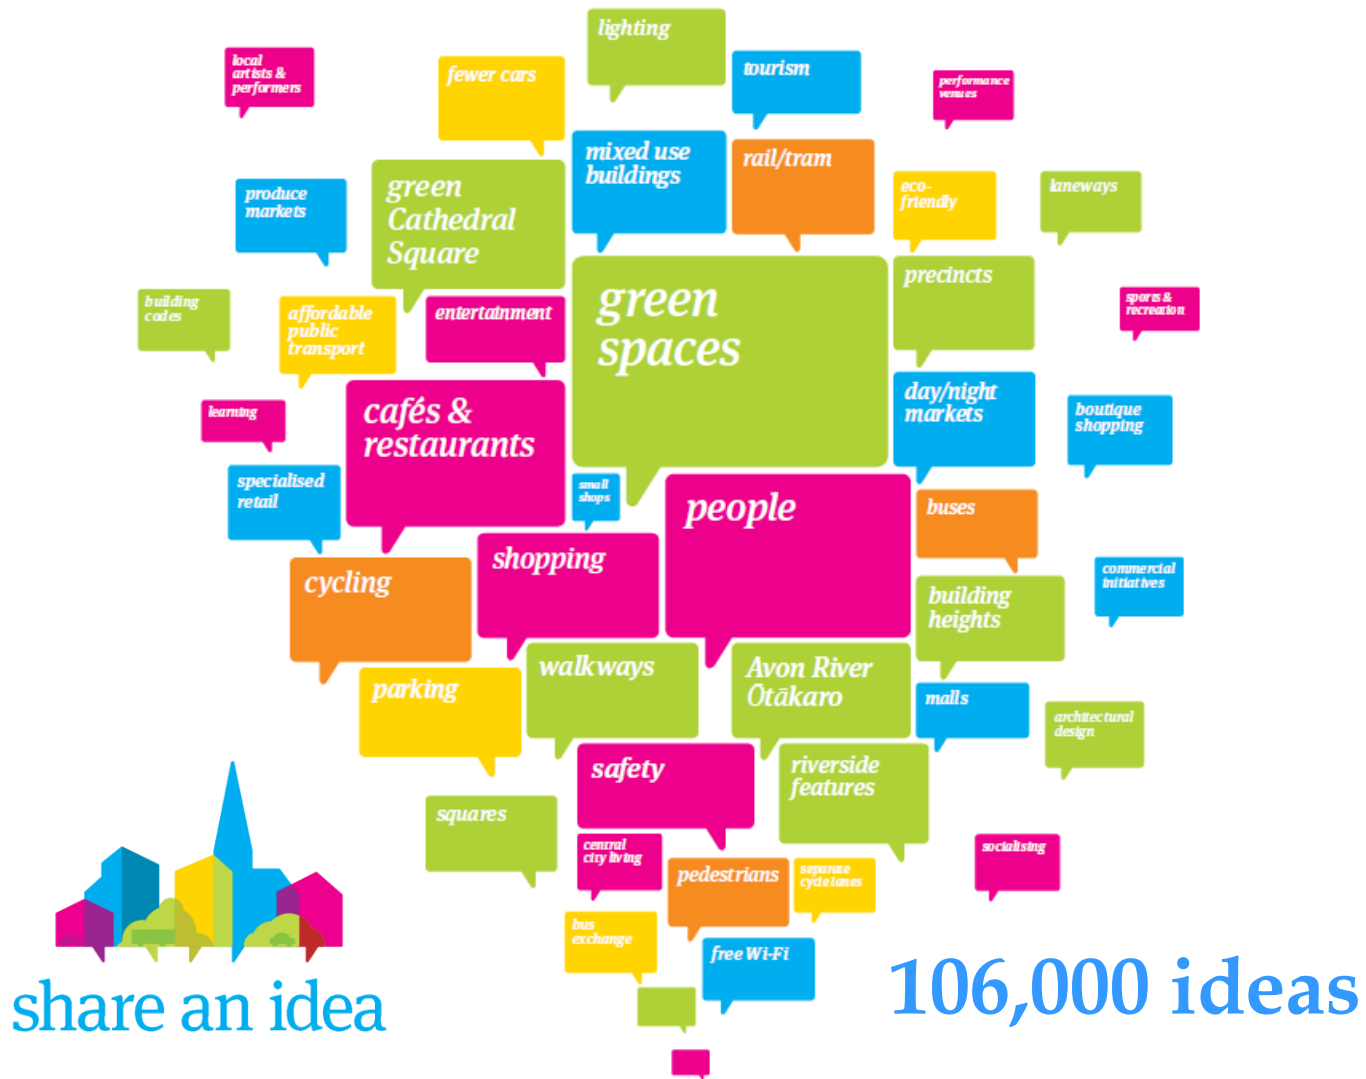 lighting
local
artists &
performers
fewer cars
tourism
performance
venues
mixed use
buildings
rail/tram
green
Cathedral
Square
produce
markets
eco-
friendly
laneways
precincts
green
spaces
building
codes
affordable
public
transport
entertainment
sports &
recreation
day/night
markets
boutique
shopping
learning
cafés &
restaurants
specialised
retail
small
shops
people
buses
cycling
shopping
commercial
initiatives
building
heights
walkways
Avon River
Ōtākaro
parking
malls
architectural
design
safety
riverside
features
squares
central
city living
socialising
pedestrians
separate
cycle lanes
bus
exchange
free Wi-Fi
share an idea
106,000 ideas